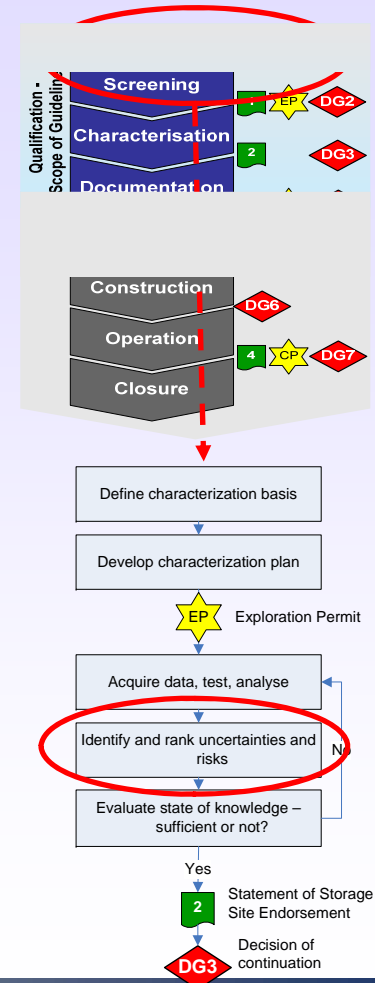 Qualification -
Scope of Guideline
Screening
1
EP
DG2
Characterisation
2
DG3
Documentation
Construction
DG6
Operation
4
CP
DG7
Closure
Define characterization basis
Develop characterization plan
EP
Exploration Permit
Acquire data, test, analyse
Identify and rank uncertainties and
risks
No
Evaluate state of knowledge –
sufficient or not?
Yes
2
Statement of Storage
Site Endorsement
DG3
Decision of
continuation